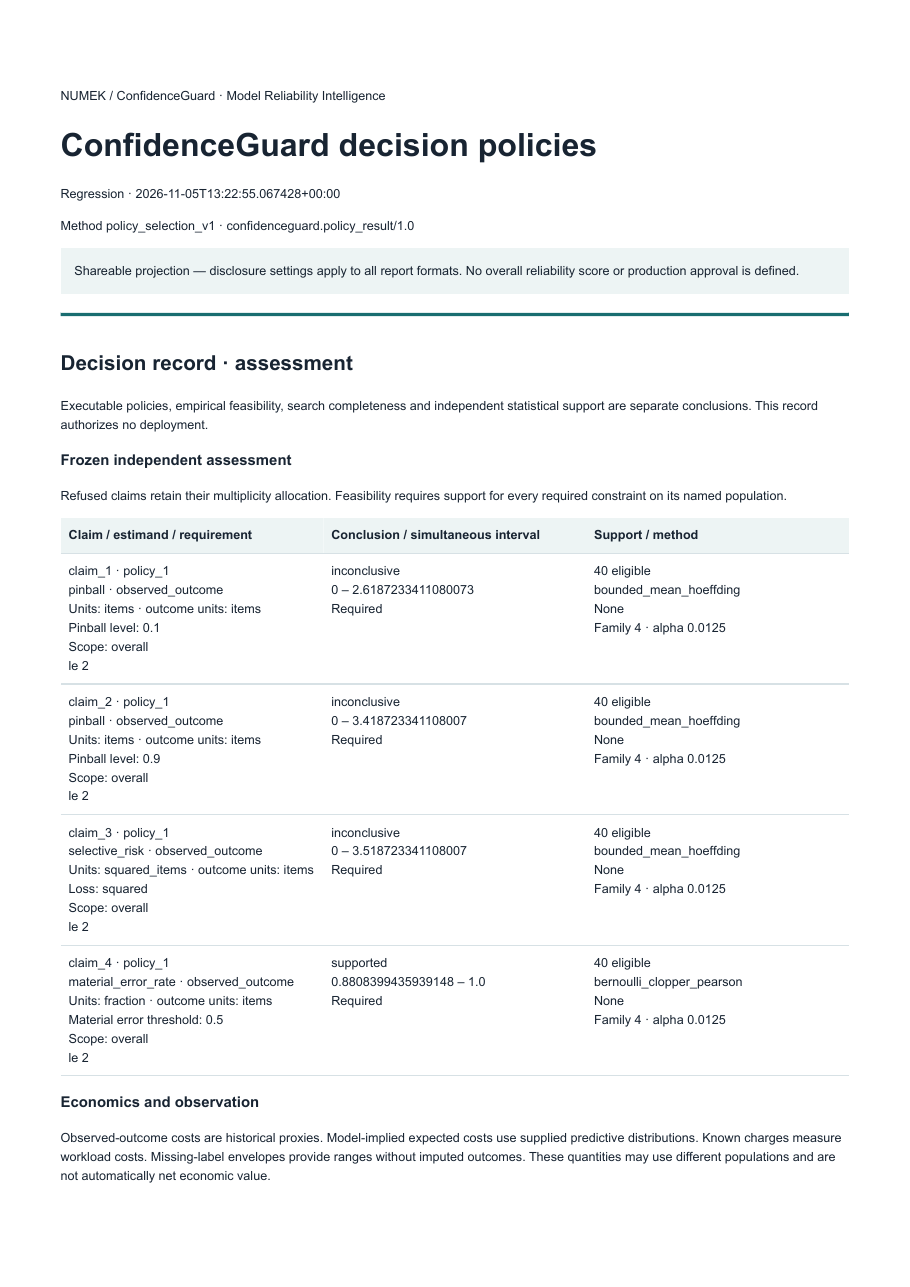 NUMEK / ConfidenceGuard · Model Reliability Intelligence
ConfidenceGuard decision policies
Regression · 2026-11-05T13:22:55.067428+00:00
Method policy_selection_v1 · confidenceguard.policy_result/1.0
Shareable projection — disclosure settings apply to all report formats. No overall reliability score or production approval is defined.
Decision record · assessment
Executable policies, empirical feasibility, search completeness and independent statistical support are separate conclusions. This record
authorizes no deployment.
Frozen independent assessment
Refused claims retain their multiplicity allocation. Feasibility requires support for every required constraint on its named population.
Claim / estimand / requirement
Conclusion / simultaneous interval
Support / method
claim_1 · policy_1
pinball · observed_outcome
Units: items · outcome units: items
Pinball level: 0.1
Scope: overall
le 2
inconclusive
0 – 2.6187233411080073
Required
40 eligible
bounded_mean_hoeffding
None
Family 4 · alpha 0.0125
claim_2 · policy_1
pinball · observed_outcome
Units: items · outcome units: items
Pinball level: 0.9
Scope: overall
le 2
inconclusive
0 – 3.418723341108007
Required
40 eligible
bounded_mean_hoeffding
None
Family 4 · alpha 0.0125
claim_3 · policy_1
selective_risk · observed_outcome
Units: squared_items · outcome units: items
Loss: squared
Scope: overall
le 2
inconclusive
0 – 3.518723341108007
Required
40 eligible
bounded_mean_hoeffding
None
Family 4 · alpha 0.0125
claim_4 · policy_1
material_error_rate · observed_outcome
Units: fraction · outcome units: items
Material error threshold: 0.5
Scope: overall
le 2
supported
0.8808399435939148 – 1.0
Required
40 eligible
bernoulli_clopper_pearson
None
Family 4 · alpha 0.0125
Economics and observation
Observed-outcome costs are historical proxies. Model-implied expected costs use supplied predictive distributions. Known charges measure
workload costs. Missing-label envelopes provide ranges without imputed outcomes. These quantities may use different populations and are
not automatically net economic value.